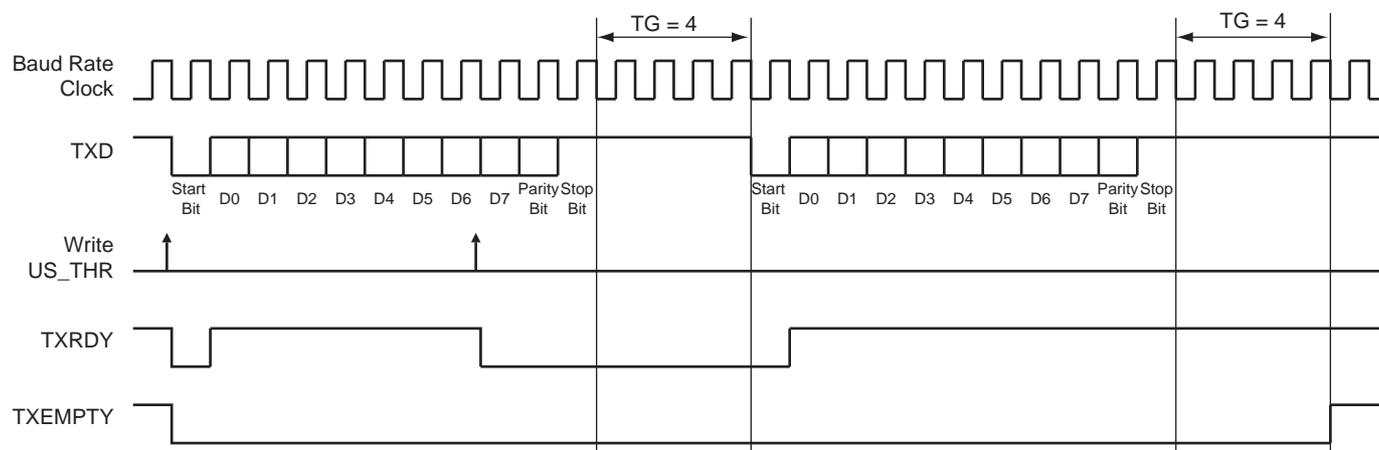 TG = 4
TG = 4
Baud Rate
Clock
TXD
Start
Bit
D0
D1
D2
D3
D4
D5
D6
D7
Parity
Bit
Stop
Bit
Start
Bit
D0
D1
D2
D3
D4
D5
D6
D7
Parity
Bit
Stop
Bit
Write
US_THR
TXRDY
TXEMPTY